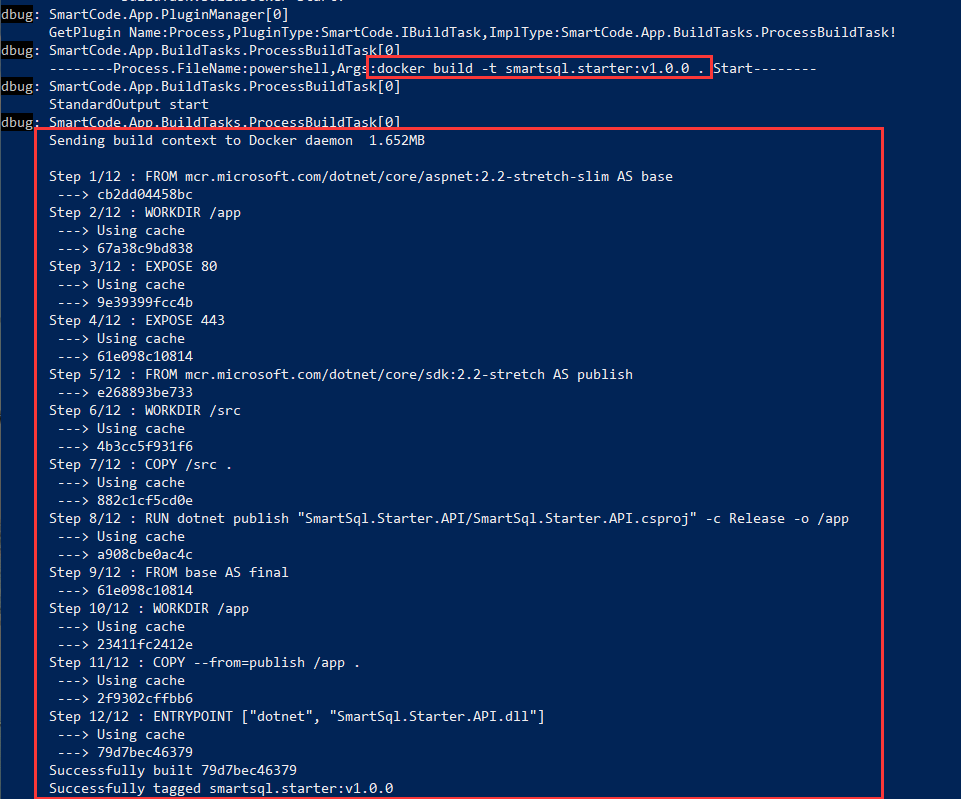 dbug: SmartCode.App.PluginManager[0]
GetPlugin Name:Process,PluginType:SmartCode.IBuildTask,ImplType:SmartCode.App.BuildTasks.ProcessBuildTask!
dbug: SmartCode.App.BuildTasks.ProcessBuildTask[0]
--------Process.FileName:powershell,Args:docker build -t smartsql.starter:v1.0.0 . Start--------
dbug: SmartCode.App.BuildTasks.ProcessBuildTask[0]
StandardOutput start
dbug: SmartCode.App.BuildTasks.ProcessBuildTask[0]
Sending build context to Docker daemon  1.652MB
Step 1/12 : FROM mcr.microsoft.com/dotnet/core/aspnet:2.2-stretch-slim AS base
---> cb2dd04458bc
Step 2/12 : WORKDIR /app
---> Using cache
---> 67a38c9bd838
Step 3/12 : EXPOSE 80
---> Using cache
---> 9e39399fcc4b
Step 4/12 : EXPOSE 443
---> Using cache
---> 61e098c10814
Step 5/12 : FROM mcr.microsoft.com/dotnet/core/sdk:2.2-stretch AS publish
---> e268893be733
Step 6/12 : WORKDIR /src
---> Using cache
---> 4b3cc5f931f6
Step 7/12 : COPY /src .
---> Using cache
---> 882c1cf5cd0e
Step 8/12 : RUN dotnet publish "SmartSql.Starter.API/SmartSql.Starter.API.csproj" -c Release -o /app
---> Using cache
---> a908cbe0ac4c
Step 9/12 : FROM base AS final
---> 61e098c10814
Step 10/12 : WORKDIR /app
---> Using cache
---> 23411fc2412e
Step 11/12 : COPY --from=publish /app .
---> Using cache
---> 2f9302cffbb6
Step 12/12 : ENTRYPOINT ["dotnet", "SmartSql.Starter.API.dll"]
---> Using cache
---> 79d7bec46379
Successfully built 79d7bec46379
Successfully tagged smartsql.starter:v1.0.0